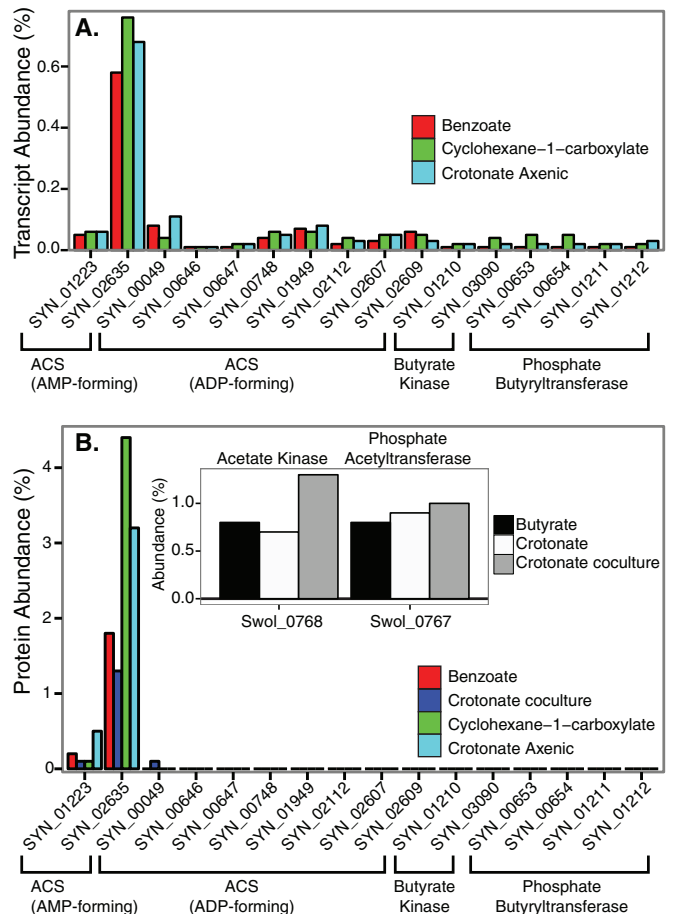 A.
Transcript Abundance (%)
0.6
0.4
0.2
0.0
Benzoate
Cyclohexane−1−carboxylate
Crotonate Axenic
SYN_01223
SYN_02635
SYN_00049
SYN_00646
SYN_00647
SYN_00748
SYN_01949
SYN_02112
SYN_02607
SYN_02609
SYN_01210
SYN_03090
SYN_00653
SYN_00654
SYN_01211
SYN_01212
ACS
(AMP-forming)
ACS
(ADP-forming)
Butyrate
Kinase
Phosphate
Butyryltransferase
B.
Protein Abundance (%)
4
3
2
1
0
Acetate Kinase
Phosphate
Acetyltransferase
Abundance (%)
1.0
0.5
0.0
Swol_0768
Swol_0767
Butyrate
Crotonate
Crotonate coculture
Benzoate
Crotonate coculture
Cyclohexane−1−carboxylate
Crotonate Axenic
SYN_01223
SYN_02635
SYN_00049
SYN_00646
SYN_00647
SYN_00748
SYN_01949
SYN_02112
SYN_02607
SYN_02609
SYN_01210
SYN_03090
SYN_00653
SYN_00654
SYN_01211
SYN_01212
ACS
(AMP-forming)
ACS
(ADP-forming)
Butyrate
Kinase
Phosphate
Butyryltransferase